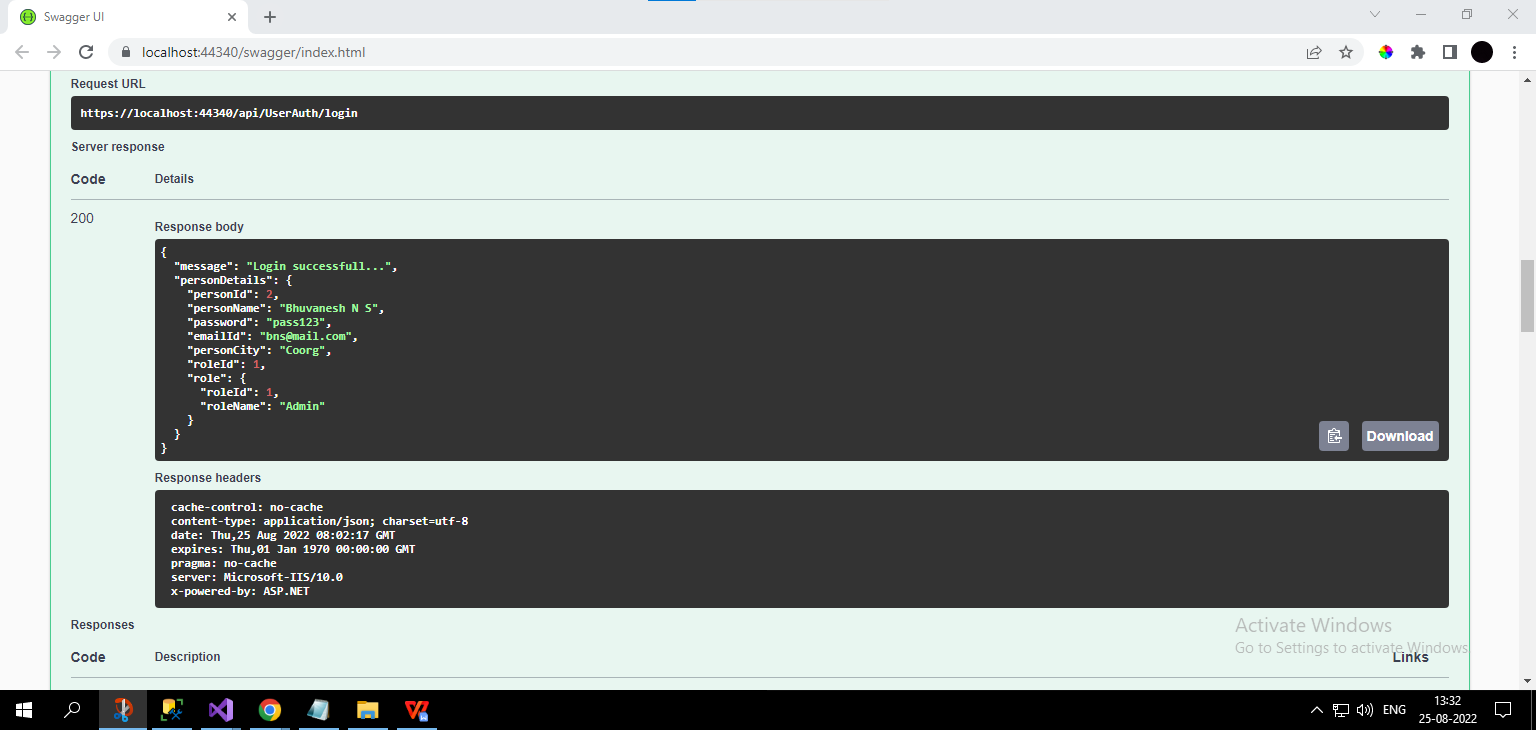 Swagger UI
localhost:44340/swagger/index.html
Request URL
https://localhost:44340/api/UserAuth/login
Server response
Code Details
200
Response body
{
  "message": "Login successfull...",
  "personDetails": {
    "personId": 2,
    "personName": "Bhuvanesh N S",
    "password": "pass123",
    "emailId": "bns@mail.com",
    "personCity": "Coorg",
    "roleId": 1,
    "role": {
      "roleId": 1,
      "roleName": "Admin"
    }
  }
}
Download
Response headers
cache-control: no-cache
content-type: application/json; charset=utf-8
date: Thu,25 Aug 2022 08:02:17 GMT
expires: Thu,01 Jan 1970 00:00:00 GMT
pragma: no-cache
server: Microsoft-IIS/10.0
x-powered-by: ASP.NET
Responses
Code Description Links
Activate Windows
Go to Settings to activate Windows.
ENG
13:32
25-08-2022